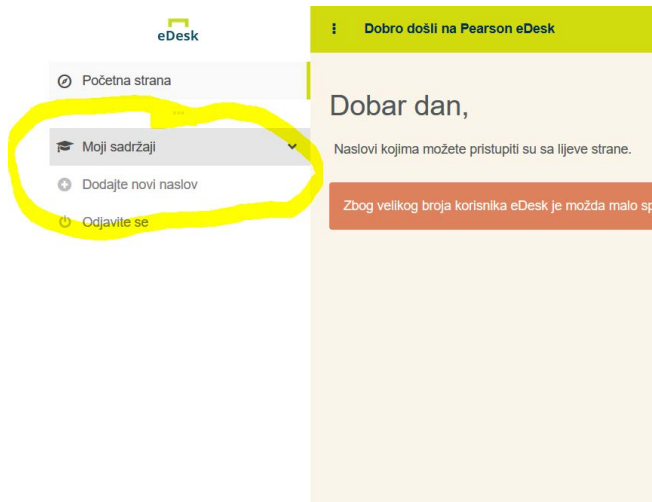 eDesk
Početna strana
...
Moji sadržaji
Dodajte novi naslov
Odjavite se
Dobro došli na Pearson eDesk
Dobar dan,
Naslovi kojima možete pristupiti su sa lijeve strane.
Zbog velikog broja korisnika eDesk je možda malo sp